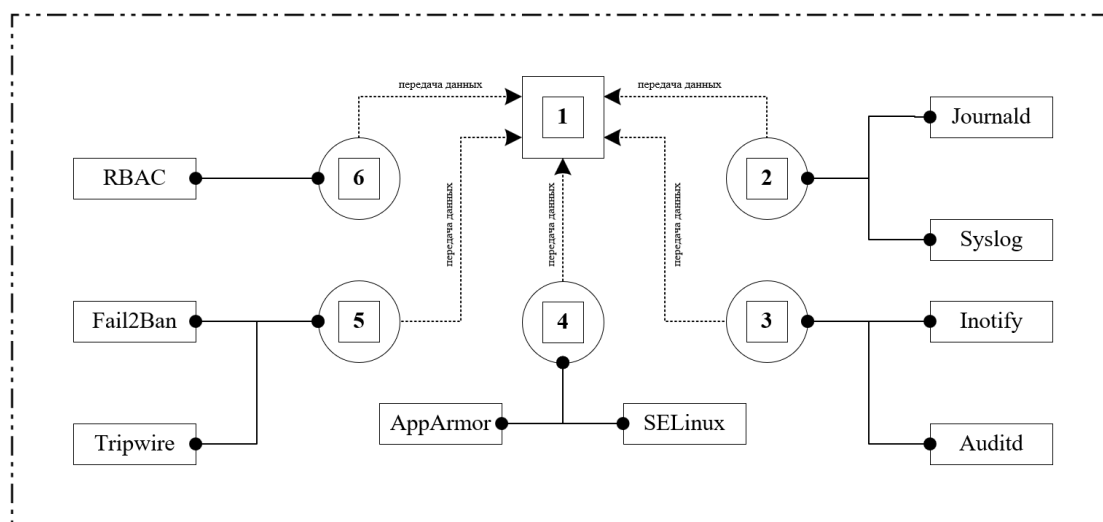 передача данных
передача данных
1
Journald
RBAC
6
2
передача данных
передача данных
передача данных
Syslog
Fail2Ban
5
4
3
Inotify
AppArmor
SELinux
Tripwire
Auditd